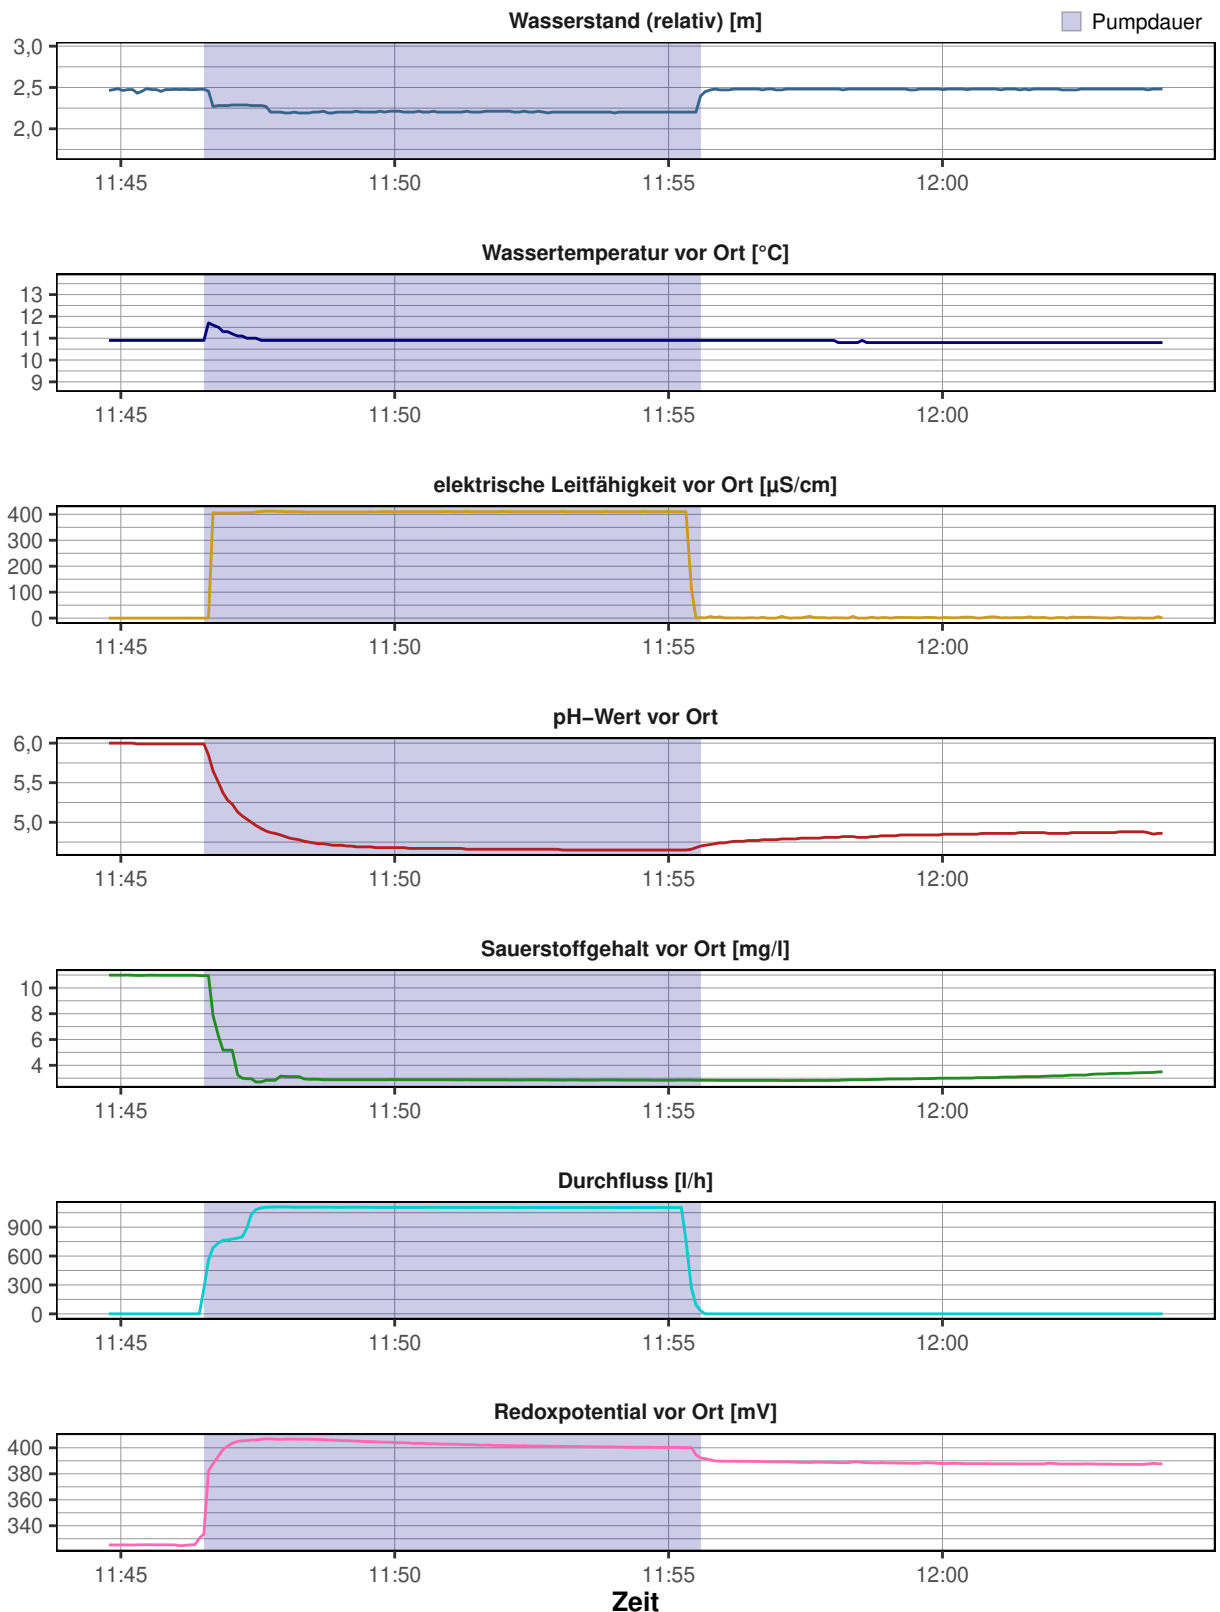 Wasserstand (relativ) [m]
Pumpdauer
3,0
2,5
2,0
11:45 11:50 11:55 12:00
Wassertemperatur vor Ort [°C]
13
12
11
10
9
11:45 11:50 11:55 12:00
elektrische Leitfähigkeit vor Ort [µS/cm]
400
300
200
100
0
11:45 11:50 11:55 12:00
pH−Wert vor Ort
6,0
5,5
5,0
11:45 11:50 11:55 12:00
Sauerstoffgehalt vor Ort [mg/l]
10
8
6
4
11:45 11:50 11:55 12:00
Durchfluss [l/h]
900
600
300
0
11:45 11:50 11:55 12:00
Redoxpotential vor Ort [mV]
400
380
360
340
11:45 11:50 11:55 12:00
Zeit